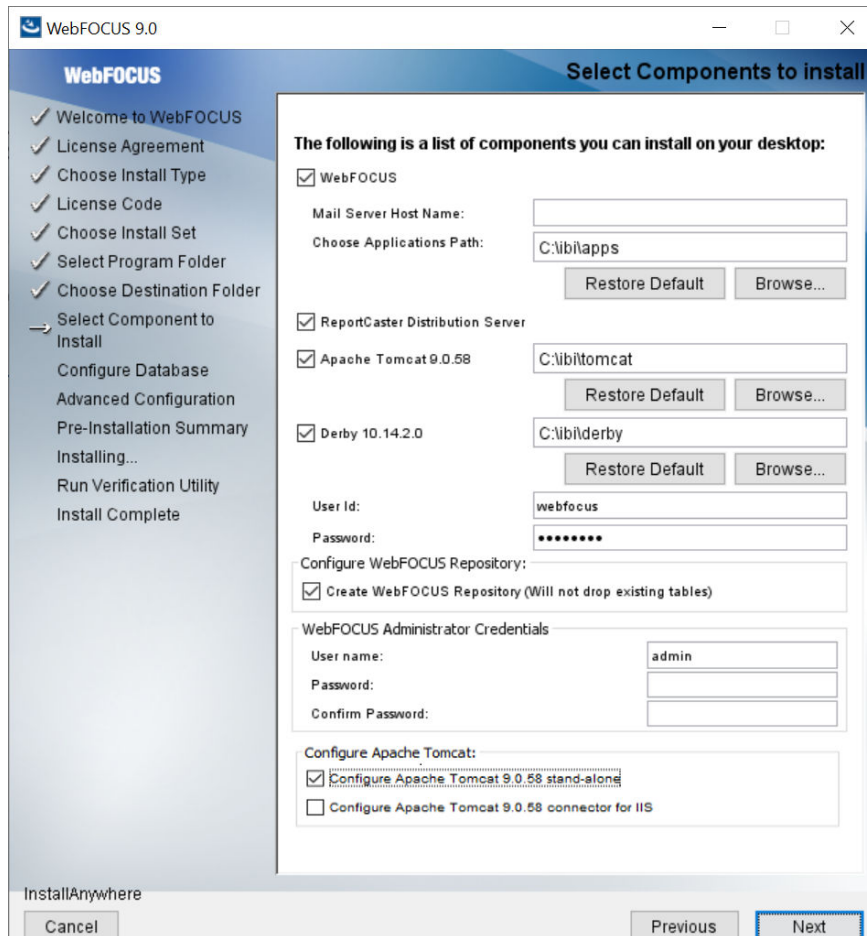 WebFOCUS 9.0
WebFOCUS
Select Components to install
Welcome to WebFOCUS
License Agreement
Choose Install Type
License Code
Choose Install Set
Select Program Folder
Choose Destination Folder
Select Component to
Install
Configure Database
Advanced Configuration
Pre-Installation Summary
Installing...
Run Verification Utility
Install Complete
The following is a list of components you can install on your desktop:
WebFOCUS
Mail Server Host Name:
Choose Applications Path: C:\ibi\apps
Restore Default Browse...
ReportCaster Distribution Server
Apache Tomcat 9.0.58 C:\ibi\tomcat
Restore Default Browse...
Derby 10.14.2.0 C:\ibi\derby
Restore Default Browse...
User Id: webfocus
Password: ••••••••
Configure WebFOCUS Repository:
Create WebFOCUS Repository (Will not drop existing tables)
WebFOCUS Administrator Credentials
User name: admin
Password:
Confirm Password:
Configure Apache Tomcat:
Configure Apache Tomcat 9.0.58 stand-alone
Configure Apache Tomcat 9.0.58 connector for IIS
InstallAnywhere
Cancel Previous Next